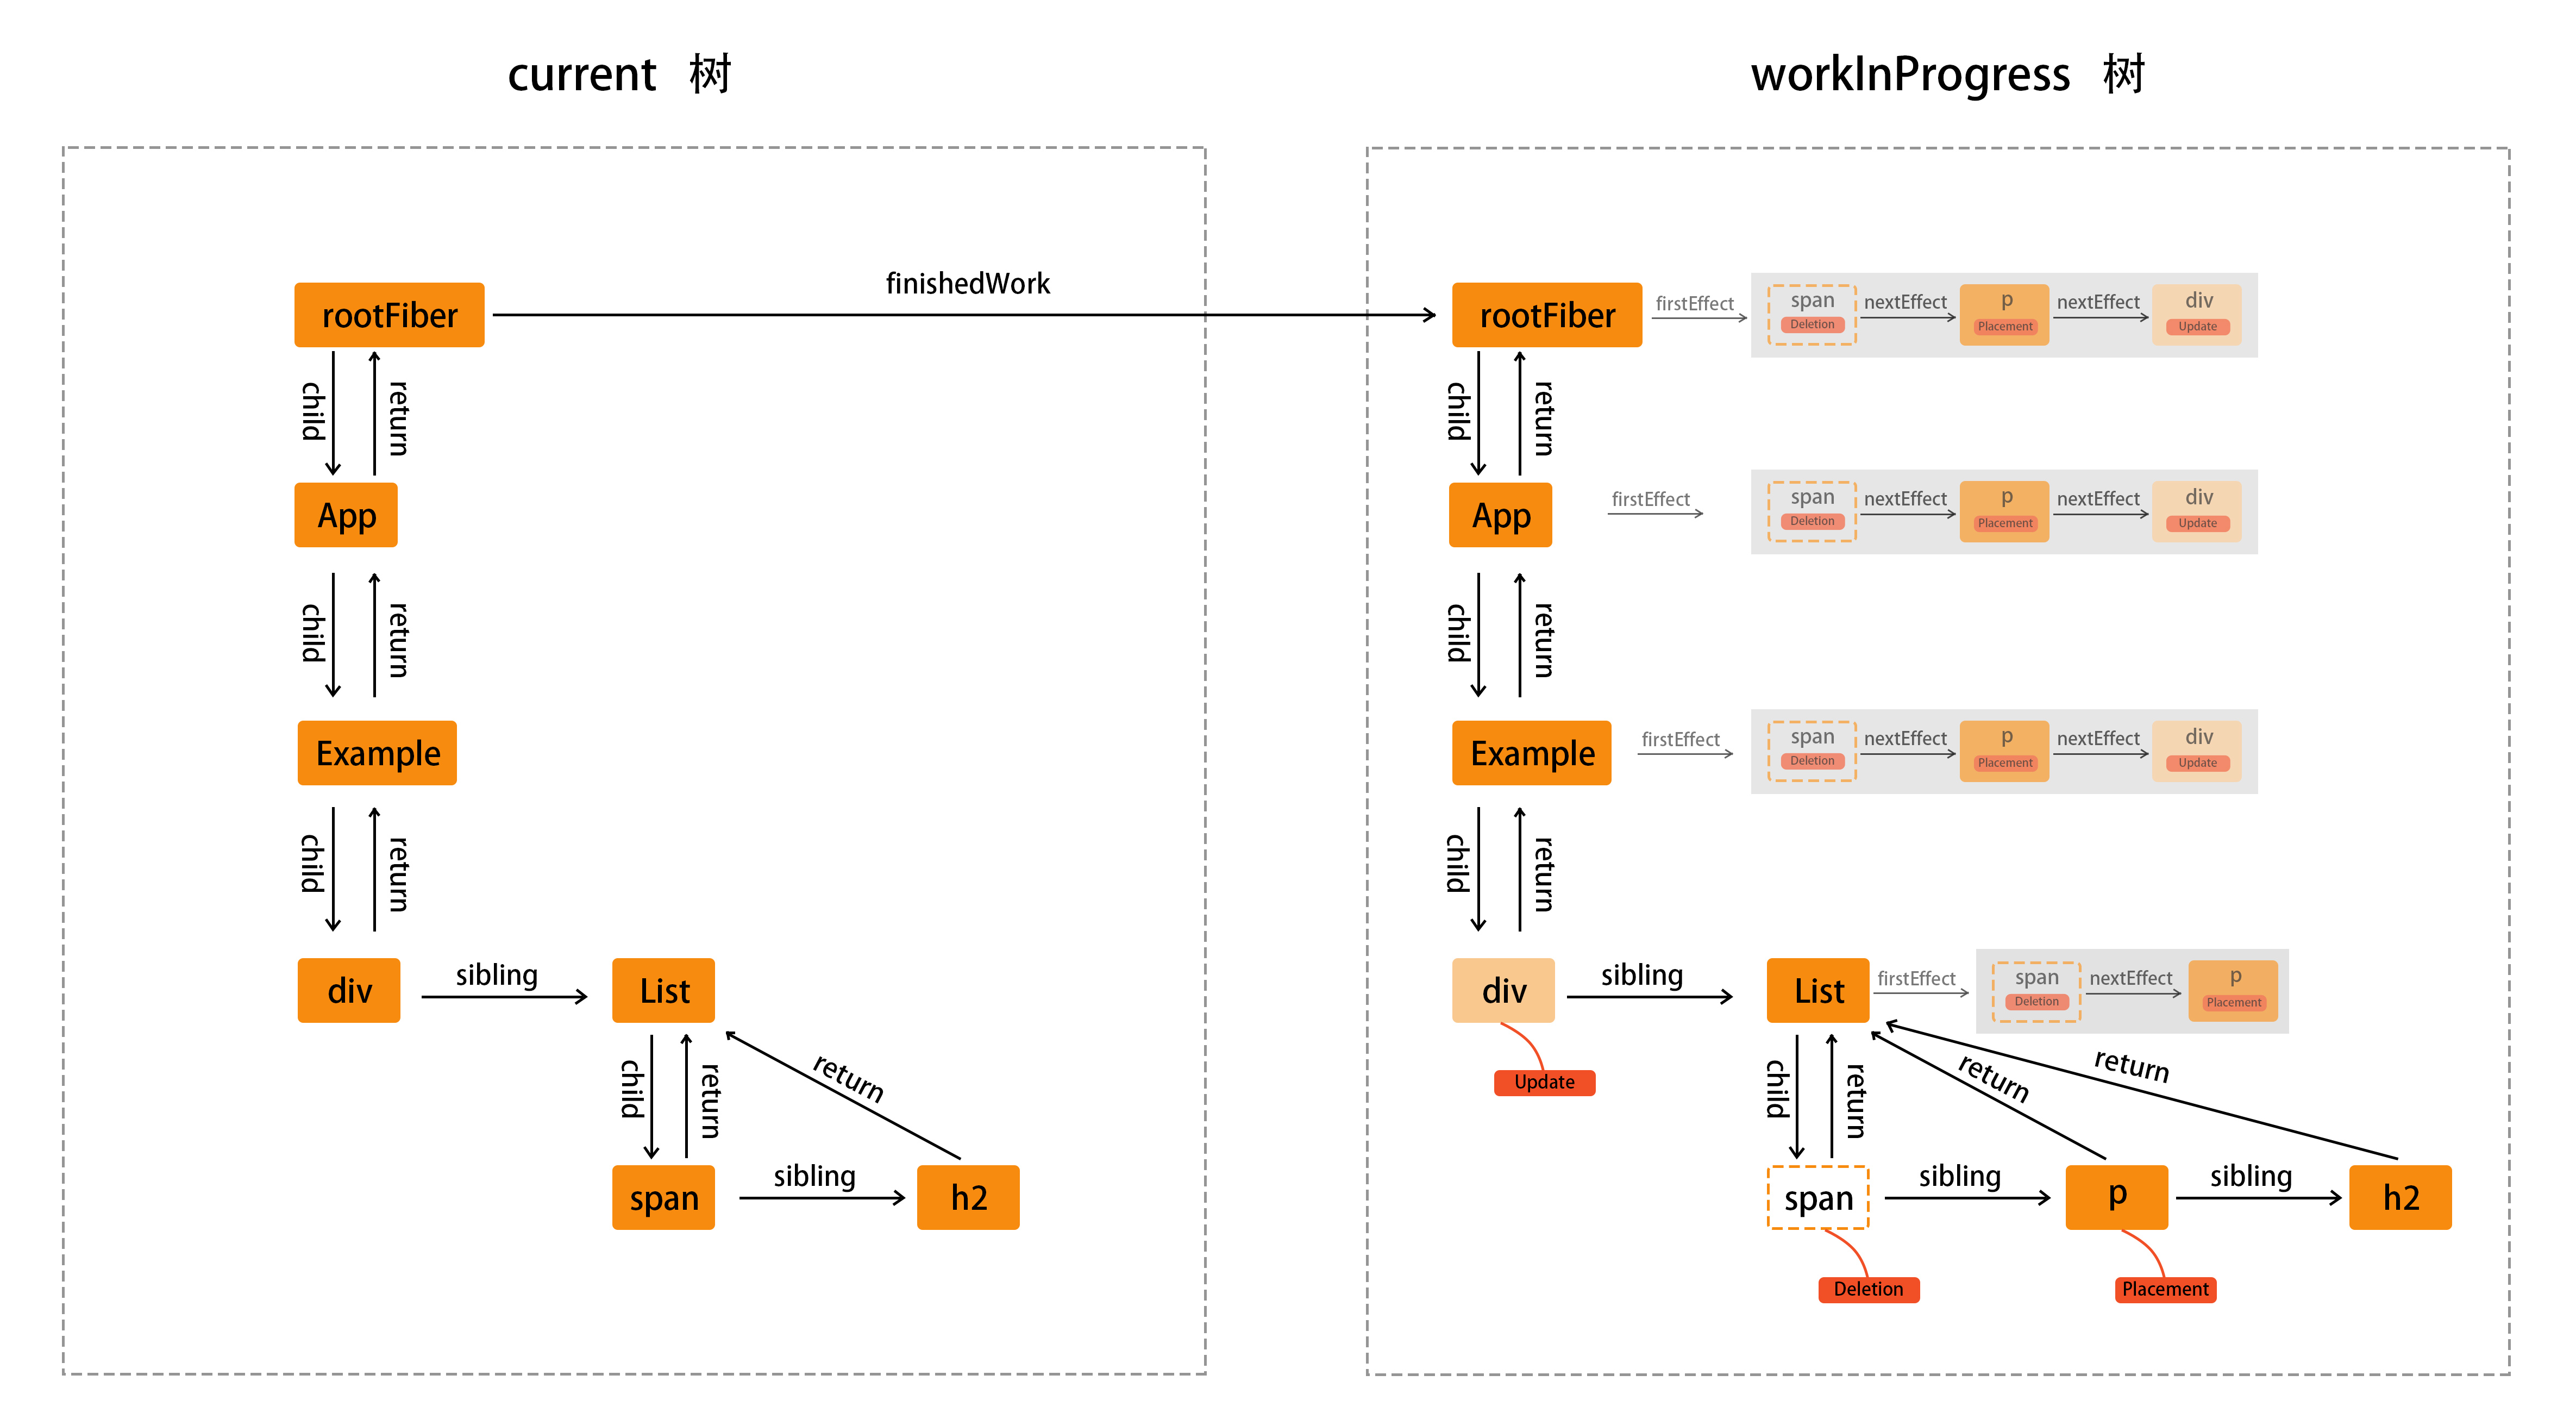 current 树
workInProgress 树
finishedWork
rootFiber
child
return
App
child
return
Example
child
return
div
sibling
List
child
return
return
span
sibling
h2
rootFiber
firstEffect
span
Deletion
nextEffect
p
Placement
nextEffect
div
Update
child
return
App
firstEffect
span
Deletion
nextEffect
p
Placement
nextEffect
div
Update
child
return
Example
firstEffect
span
Deletion
nextEffect
p
Placement
nextEffect
div
Update
child
return
div
Update
sibling
List
firstEffect
span
Deletion
nextEffect
p
Placement
child
return
return
return
span
Deletion
sibling
p
Placement
sibling
h2